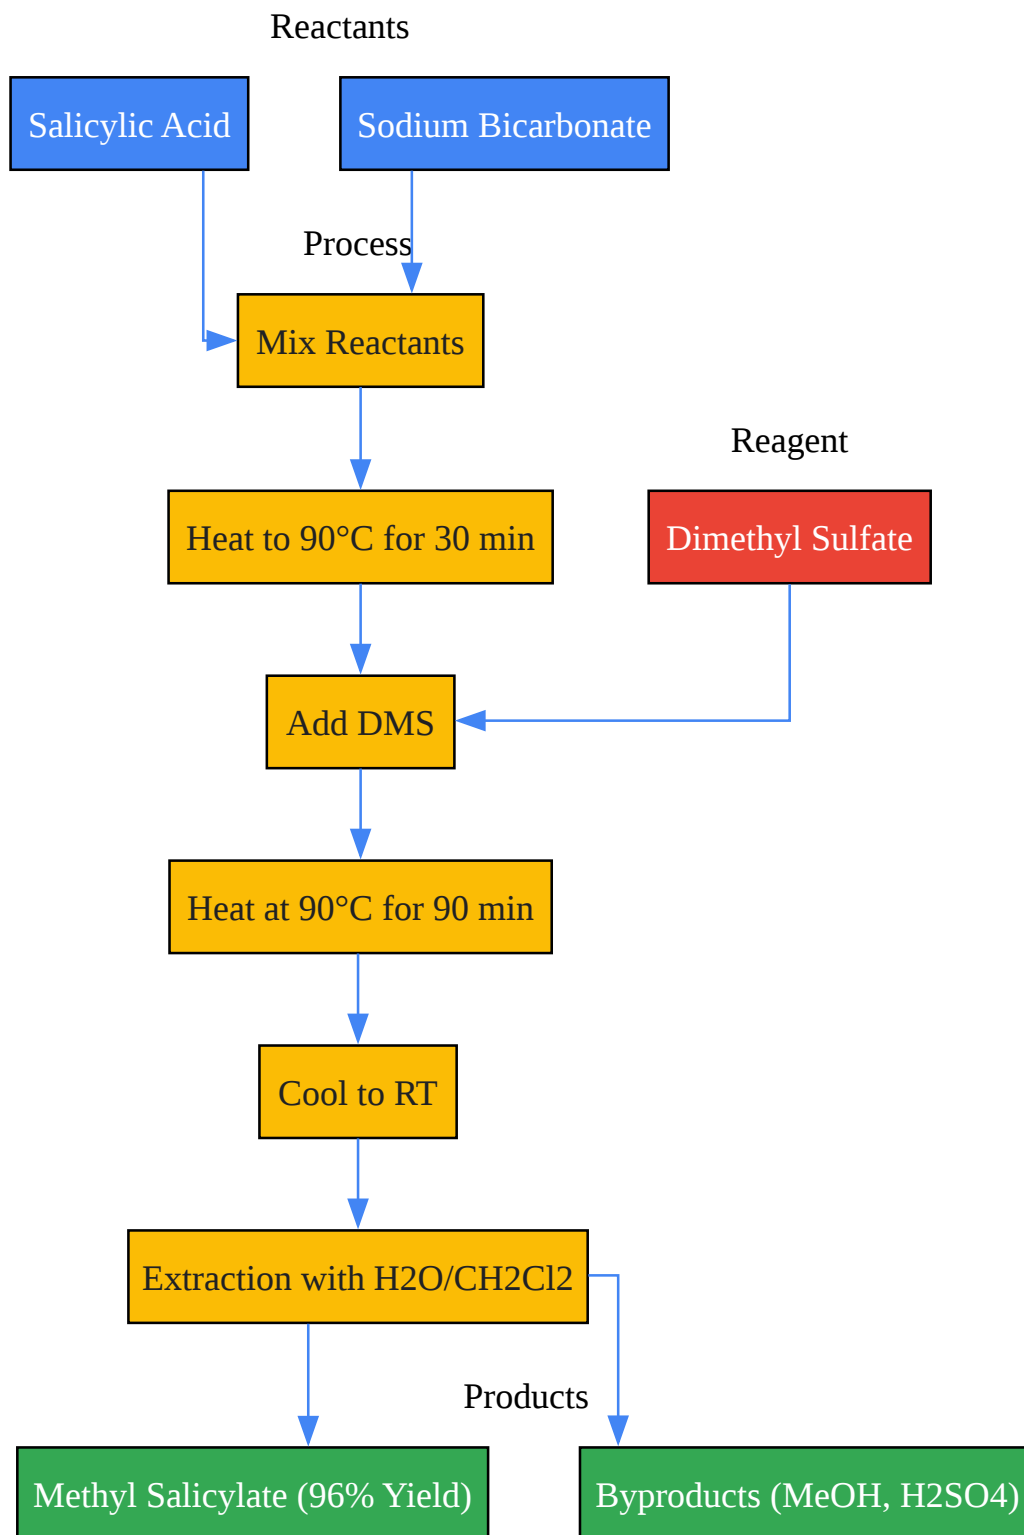 Reactants
Salicylic Acid
Sodium Bicarbonate
Process
Mix Reactants
Reagent
Heat to 90°C for 30 min
Dimethyl Sulfate
Add DMS
Heat at 90°C for 90 min
Cool to RT
Extraction with H2O/CH2Cl2
Products
Methyl Salicylate (96% Yield)
Byproducts (MeOH, H2SO4)